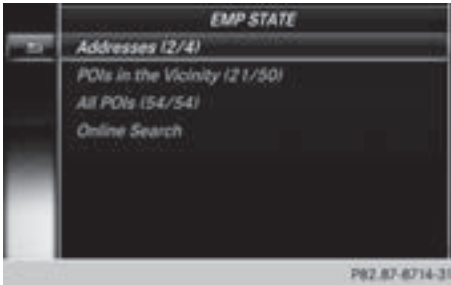 EMP STATE
Addresses (2/4)
POIs in the Vicinity (21/50)
All POIs (54/54)
Online Search
P82.87-8714-31